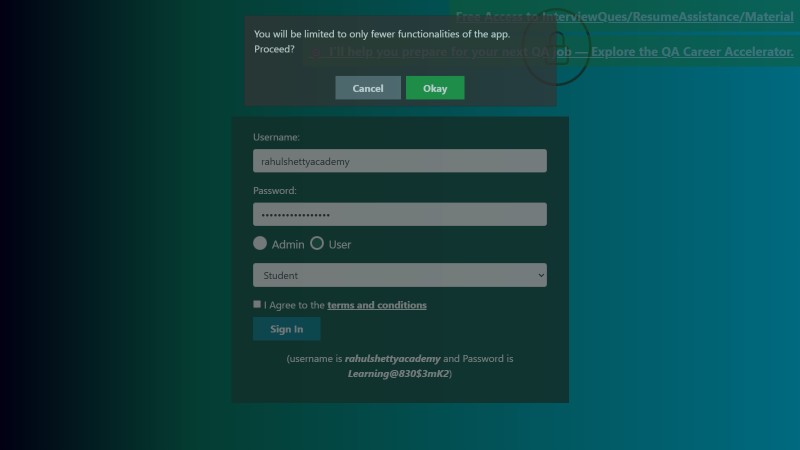 Free Access to InterviewQues/ResumeAssistance/Material
You will be limited to only fewer functionalities of the app.
Proceed?
I'll help you prepare for your next QA job — Explore the QA Career Accelerator.
Cancel Okay
Username:
rahulshettyacademy
Password:
•••••••••••••••••
Admin User
Student
I Agree to the terms and conditions
Sign In
(username is rahulshettyacademy and Password is
Learning@830$3mK2)